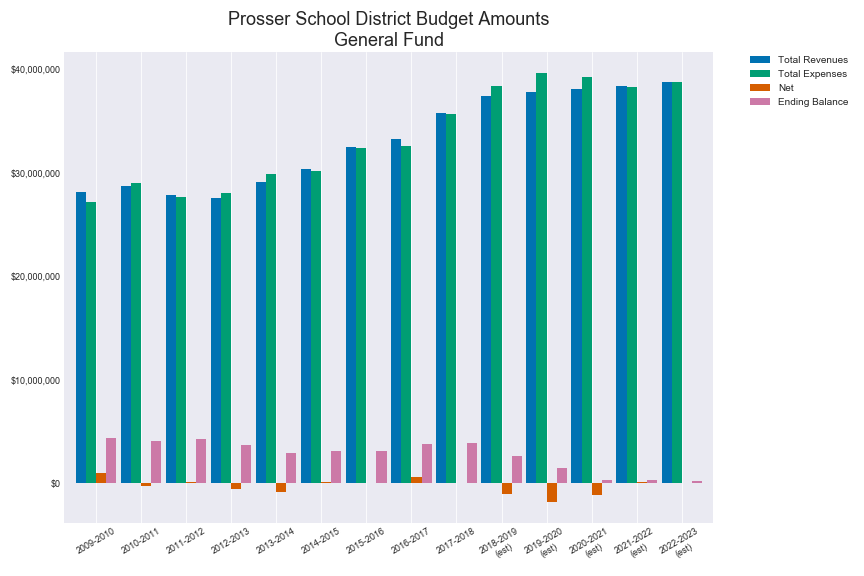 Prosser School District Budget Amounts
General Fund
Total Revenues
Total Expenses
Net
Ending Balance
$40,000,000
$30,000,000
$20,000,000
$10,000,000
$0
2009-2010
2010-2011
2011-2012
2012-2013
2013-2014
2014-2015
2015-2016
2016-2017
2017-2018
2018-2019
(est)
2019-2020
(est)
2020-2021
(est)
2021-2022
(est)
2022-2023
(est)